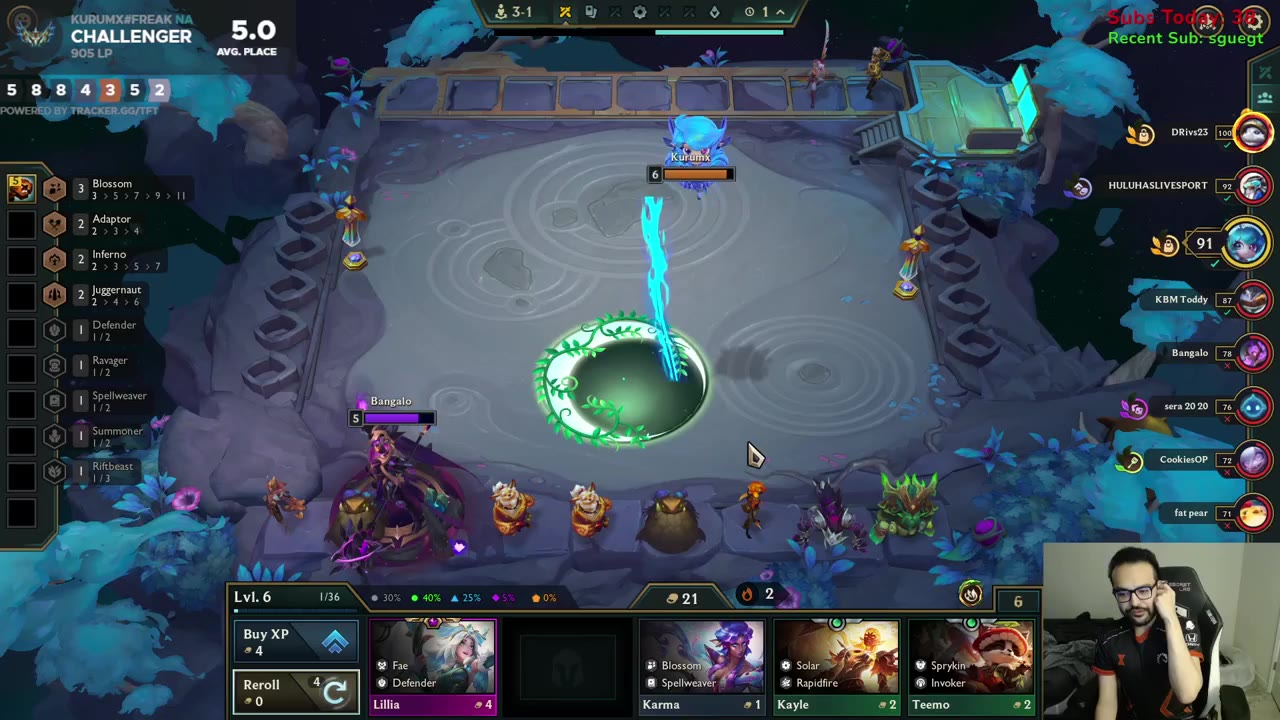 KURUMX#FREAK NA
CHALLENGER
905 LP
5.0
AVG. PLACE
5 8 8 4 3 5 2
POWERED BY TRACKER.GG/TFT
3-1
1
Subs Today: 36
Recent Sub: sguegt
DRivs23 100
HULUHASLIVESPORT 92
91
KBM Toddy 87
Bangalo 78
sera 20 20 76
CookiesOP 72
fat pear 71
3 Blossom
3 > 5 > 7 > 9 > 11
2 Adaptor
2 > 3 > 4
2 Inferno
2 > 3 > 5 > 7
2 Juggernaut
2 > 4 > 6
1 Defender
1 / 2
1 Ravager
1 / 2
1 Spellweaver
1 / 2
1 Summoner
1 / 2
1 Riftbeast
1 / 3
Kurumx
6
Bangalo
5
Lvl. 6 1/36
30% 40% 25% 5% 0%
21
2
6
Buy XP
4
Reroll 4
0
Fae
Defender
Lillia 4
Blossom
Spellweaver
Karma 1
Solar
Rapidfire
Kayle 2
Sprykin
Invoker
Teemo 2